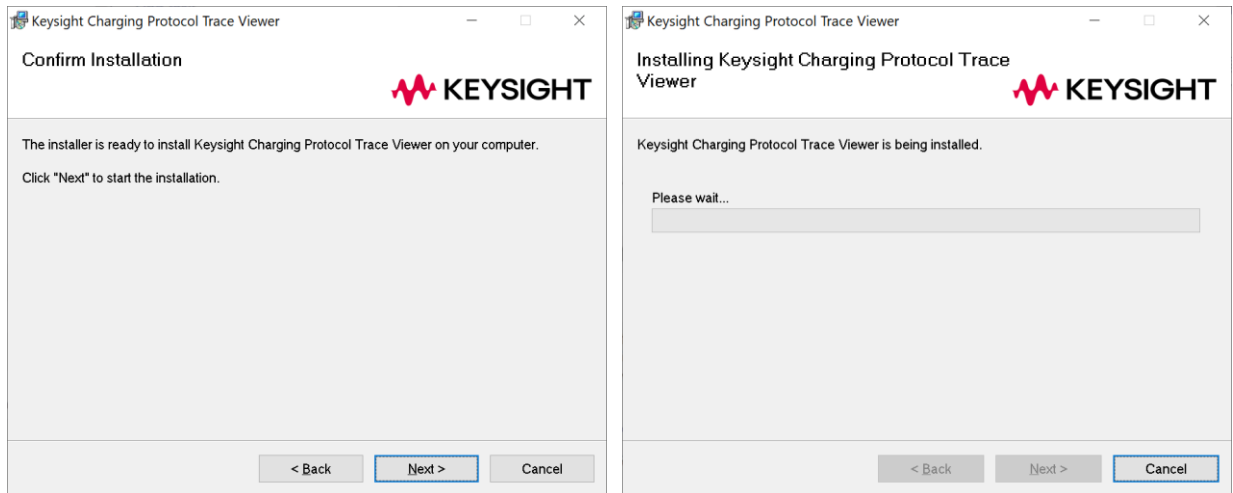 Keysight Charging Protocol Trace Viewer
Confirm Installation
KEYSIGHT
The installer is ready to install Keysight Charging Protocol Trace Viewer on your computer.
Click "Next" to start the installation.
< Back
Next >
Cancel
Keysight Charging Protocol Trace Viewer
Installing Keysight Charging Protocol Trace
Viewer
KEYSIGHT
Keysight Charging Protocol Trace Viewer is being installed.
Please wait...
< Back
Next >
Cancel